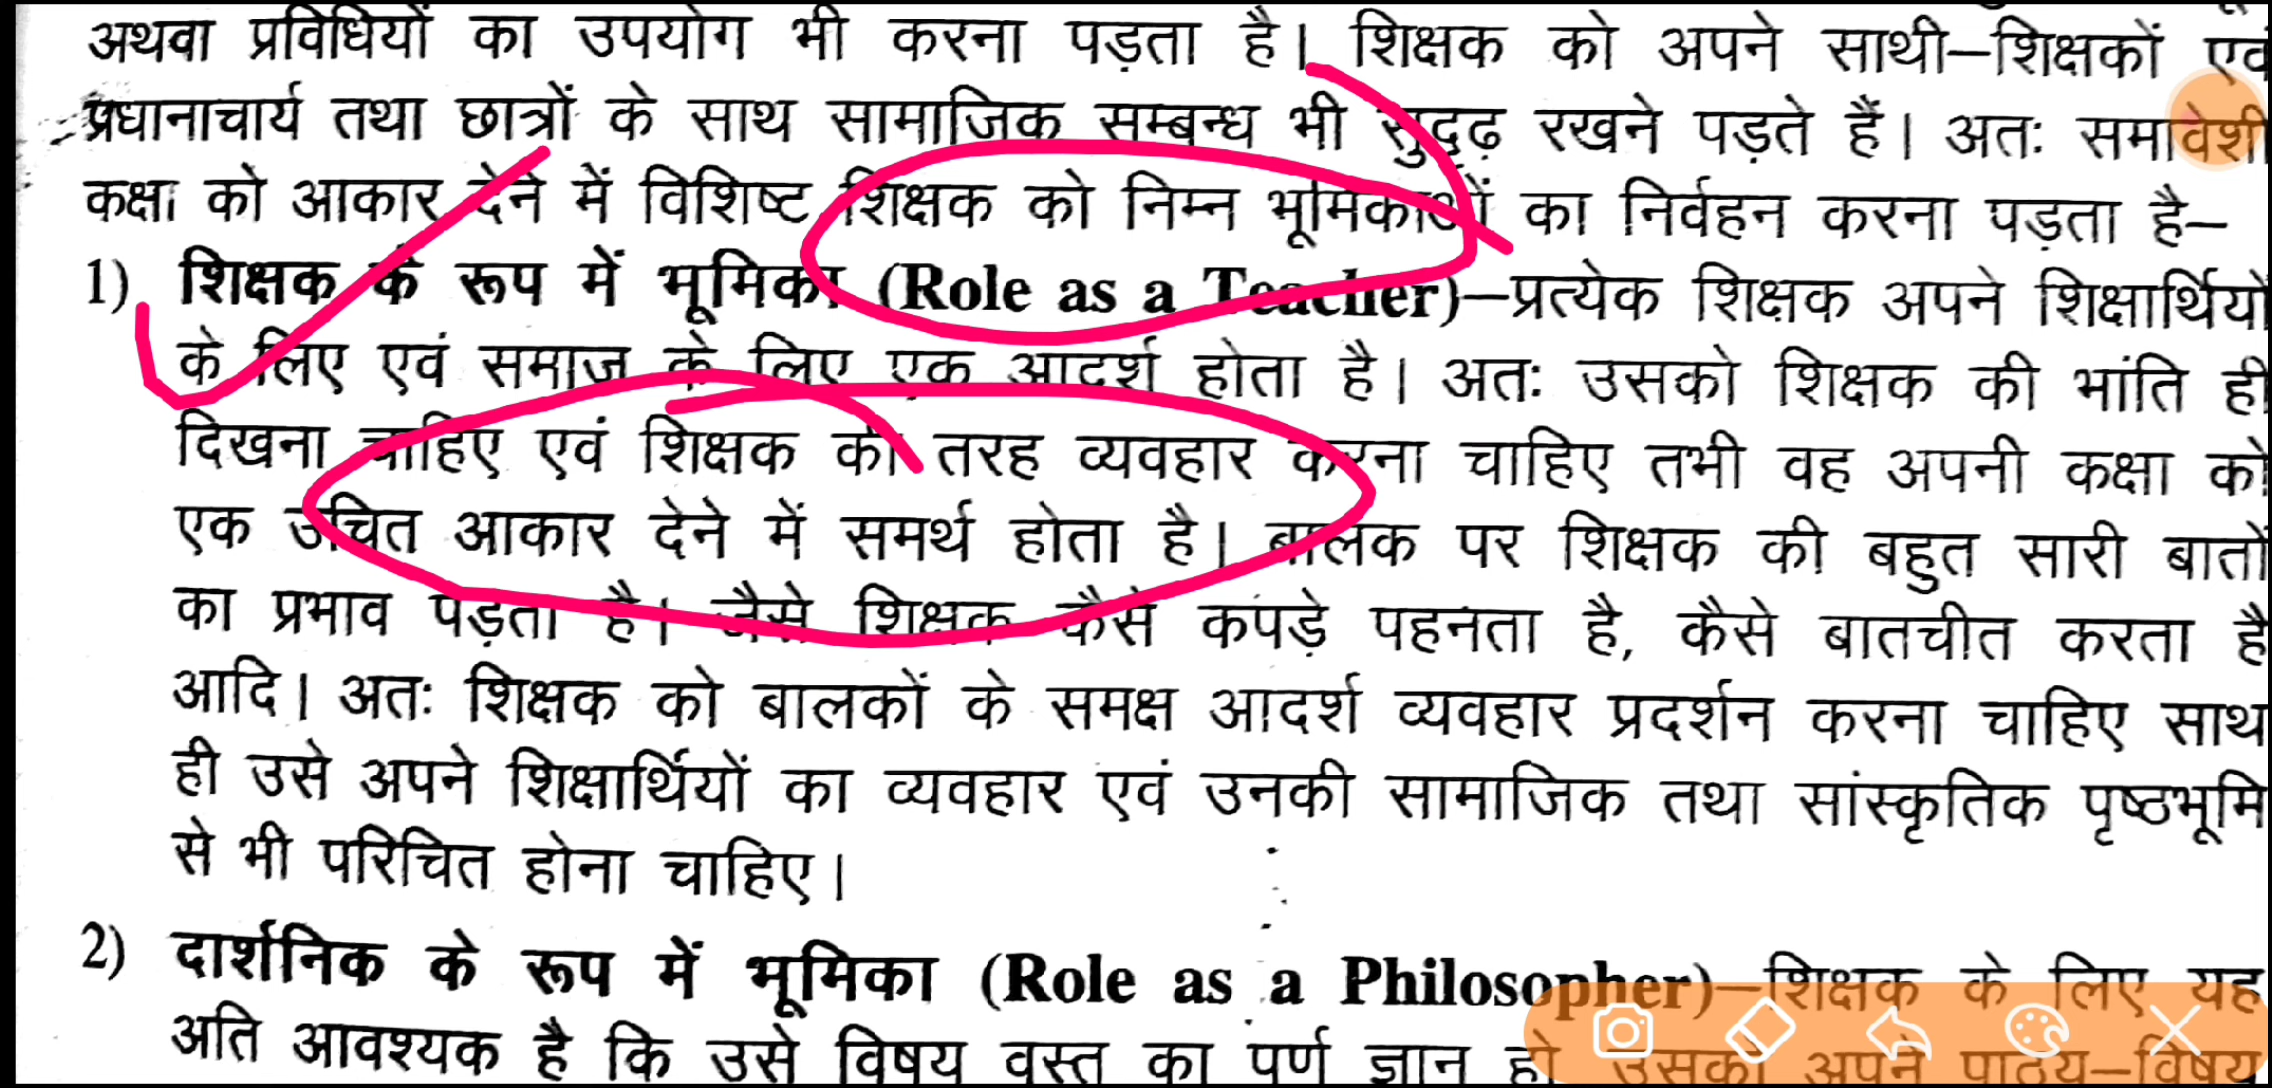 अथवा प्रविधियों का उपयोग भी करना पड़ता है। शिक्षक को अपने साथी–शिक्षकों एवं
प्रधानाचार्य तथा छात्रों के साथ सामाजिक सम्बन्ध भी सुदृढ़ रखने पड़ते हैं। अतः समावेशी
कक्षा को आकार देने में विशिष्ट शिक्षक को निम्न भूमिकाओं का निर्वहन करना पड़ता है–
1) शिक्षक के रूप में भूमिका (Role as a Teacher)–प्रत्येक शिक्षक अपने शिक्षार्थियों
के लिए एवं समाज के लिए एक आदर्श होता है। अतः उसको शिक्षक की भांति ही
दिखना चाहिए एवं शिक्षक की तरह व्यवहार करना चाहिए तभी वह अपनी कक्षा को
एक उचित आकार देने में समर्थ होता है। बालक पर शिक्षक की बहुत सारी बातों
का प्रभाव पड़ता है। जैसे शिक्षक कैसे कपड़े पहनता है, कैसे बातचीत करता है
आदि। अतः शिक्षक को बालकों के समक्ष आदर्श व्यवहार प्रदर्शन करना चाहिए साथ
ही उसे अपने शिक्षार्थियों का व्यवहार एवं उनकी सामाजिक तथा सांस्कृतिक पृष्ठभूमि
से भी परिचित होना चाहिए।
2) दार्शनिक के रूप में भूमिका (Role as a Philosopher)–शिक्षक के लिए यह
अति आवश्यक है कि उसे विषय वस्तु का पूर्ण ज्ञान हो उसको अपने पाठ्य–विषय